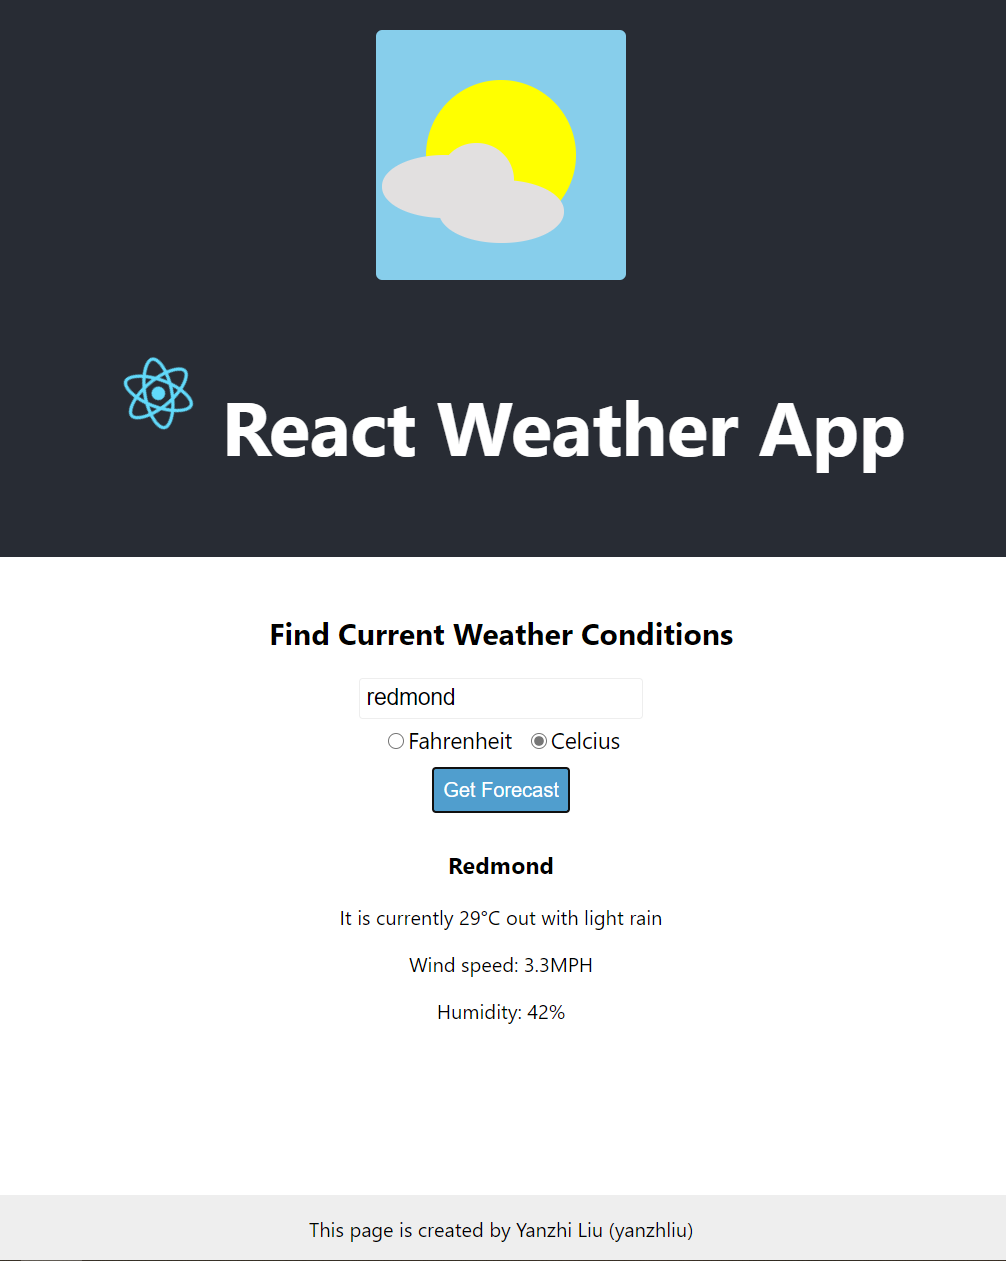 React Weather App
Find Current Weather Conditions
redmond
Fahrenheit Celcius
Get Forecast
Redmond
It is currently 29°C out with light rain
Wind speed: 3.3MPH
Humidity: 42%
This page is created by Yanzhi Liu (yanzhliu)